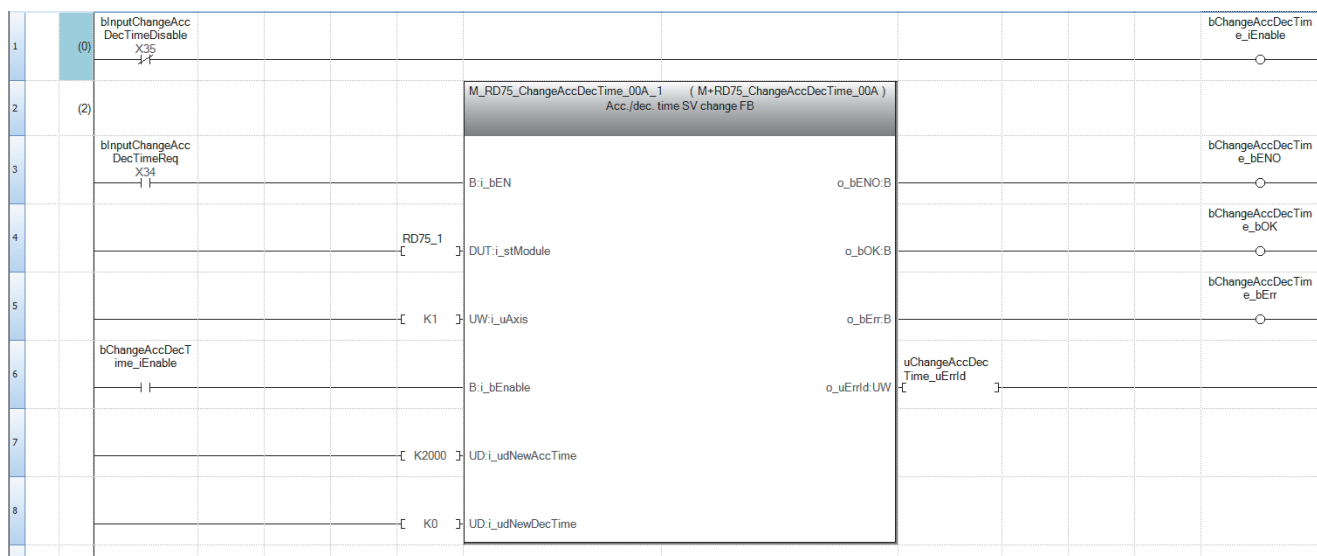 bInputChangeAcc
DecTimeDisable
X35
bChangeAccDecTim
e_iEnable
1
(0)
2
(2)
M_RD75_ChangeAccDecTime_00A_1 ( M+RD75_ChangeAccDecTime_00A )
Acc./dec. time SV change FB
bInputChangeAcc
DecTimeReq
X34
bChangeAccDecTim
e_bENO
3
B:i_bEN
o_bENO:B
bChangeAccDecTim
e_bOK
4
RD75_1
DUT:i_stModule
o_bOK:B
bChangeAccDecTim
e_bErr
5
K1
UW:i_uAxis
o_bErr:B
bChangeAccDecT
ime_iEnable
6
B:i_bEnable
o_uErrId:UW
uChangeAccDec
Time_uErrId
7
K2000
UD:i_udNewAccTime
8
K0
UD:i_udNewDecTime